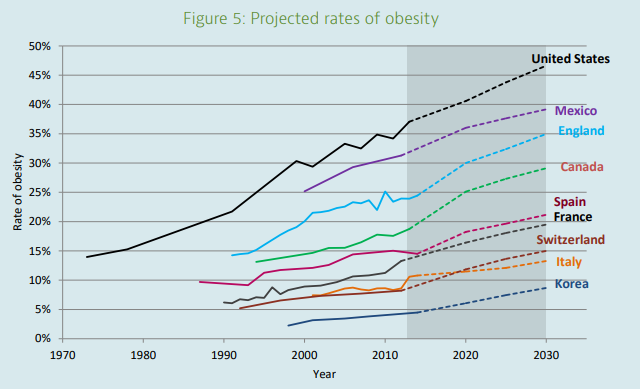 Figure 5: Projected rates of obesity
50%
45%
40%
35%
30%
25%
20%
15%
10%
5%
0%
Rate of obesity
United States
Mexico
England
Canada
Spain
France
Switzerland
Italy
Korea
1970
1980
1990
2000
2010
2020
2030
Year